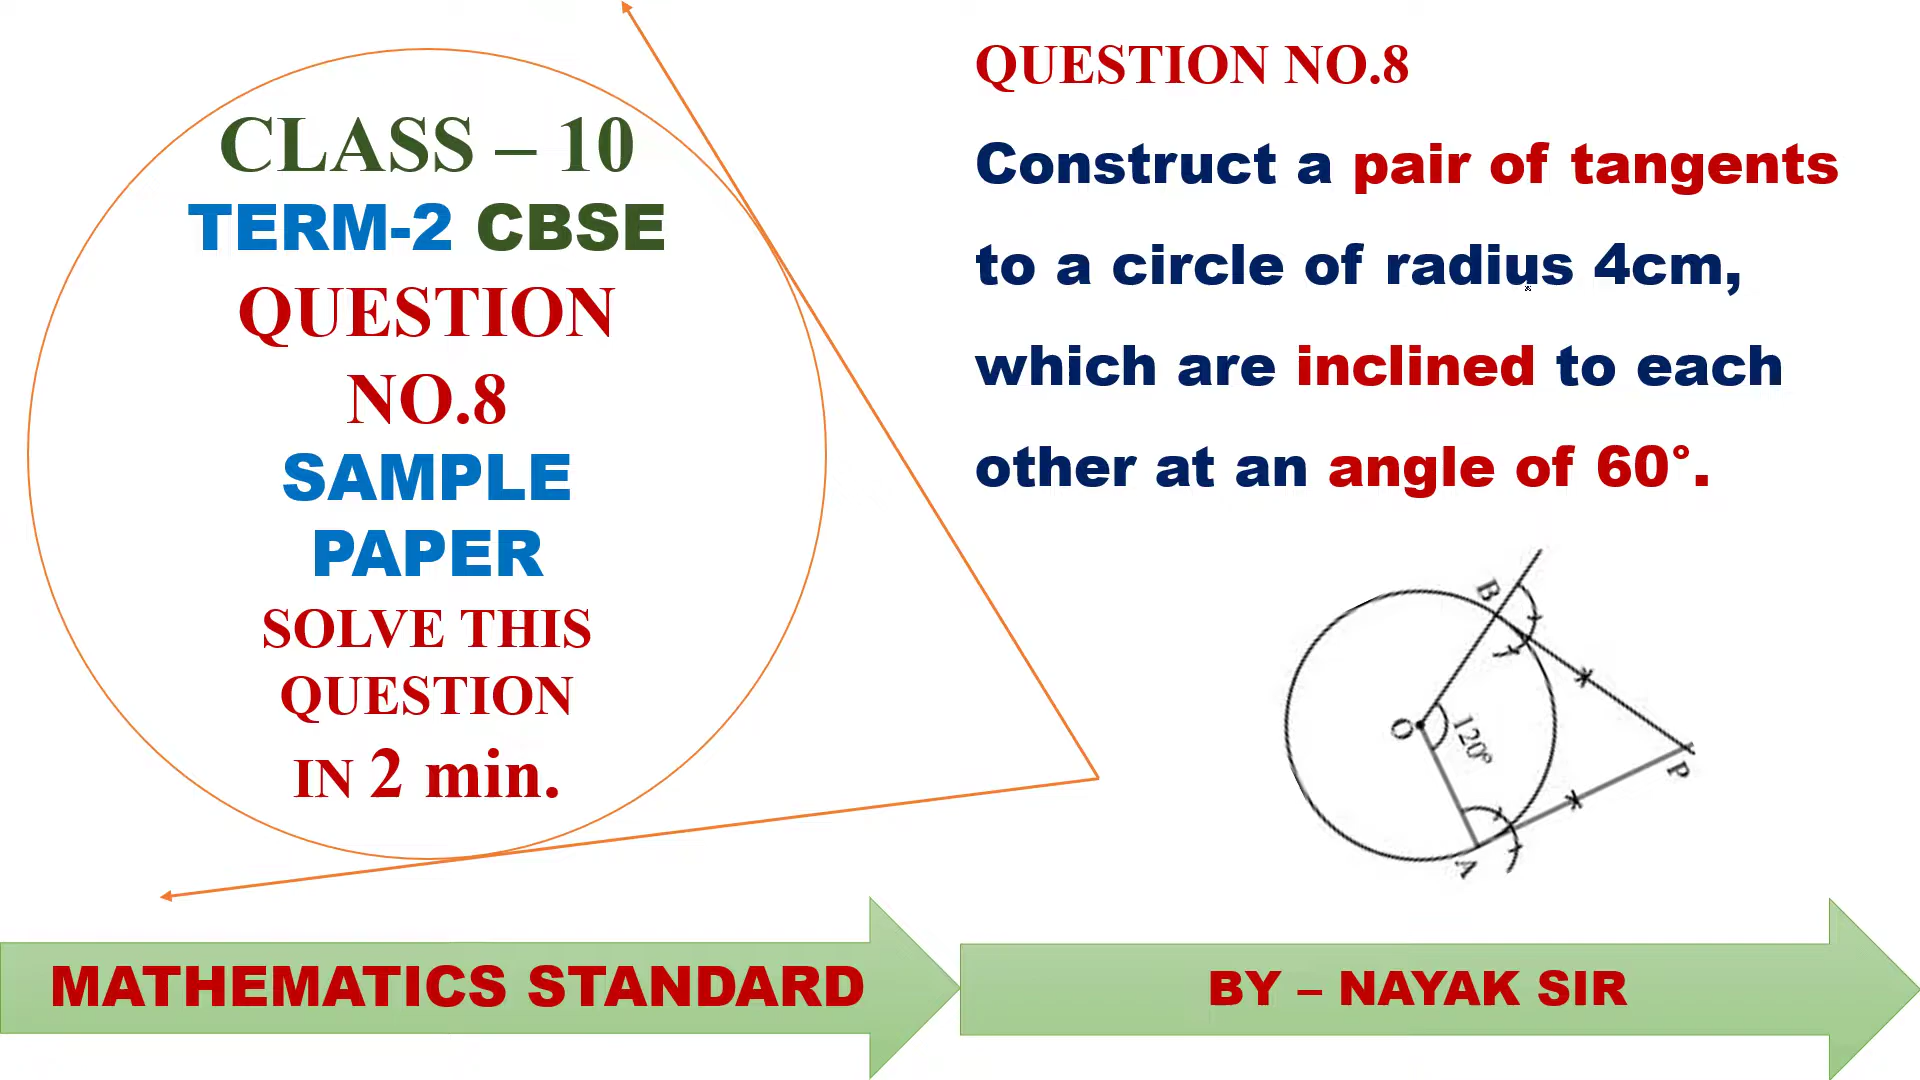 CLASS – 10
TERM-2 CBSE
QUESTION
NO.8
SAMPLE
PAPER
SOLVE THIS
QUESTION
IN 2 min.
QUESTION NO.8
Construct a pair of tangents
to a circle of radius 4cm,
which are inclined to each
other at an angle of 60°.
B
O
120°
P
A
MATHEMATICS STANDARD
BY – NAYAK SIR